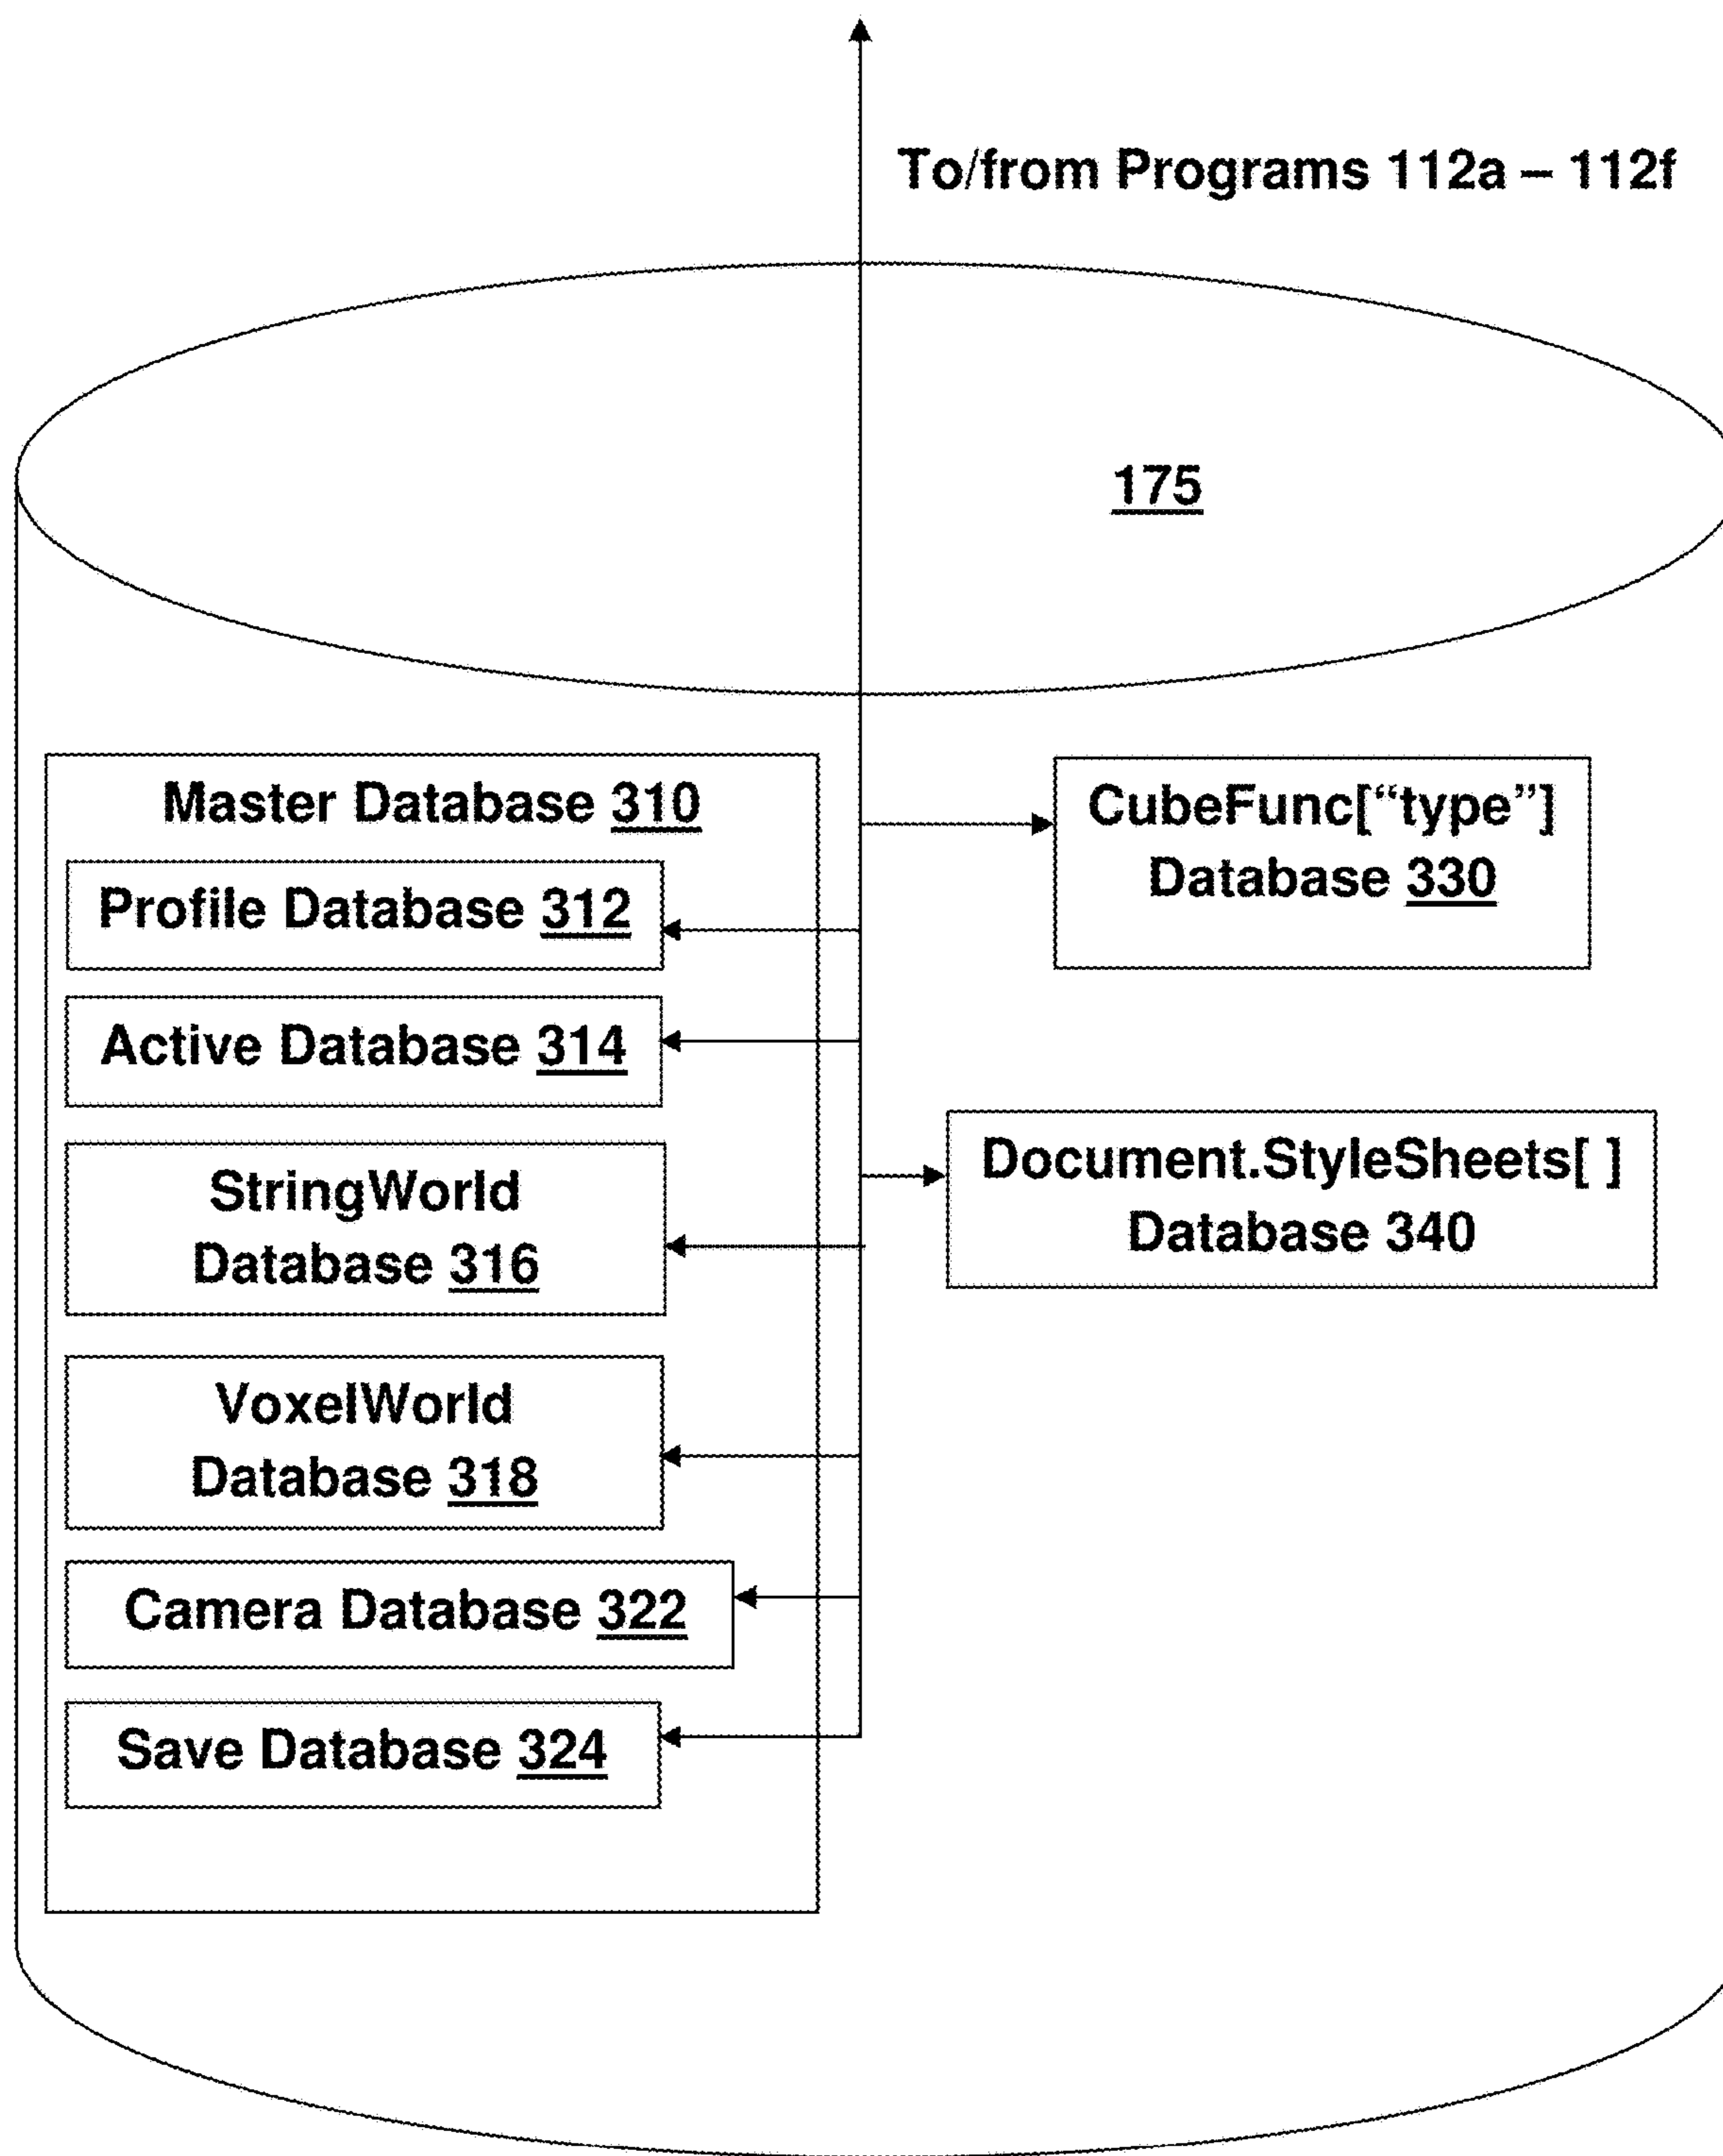 To/from Programs 112a – 112f
175
Master Database 310
Profile Database 312
Active Database 314
StringWorld
Database 316
VoxelWorld
Database 318
Camera Database 322
Save Database 324
CubeFunc[“type”]
Database 330
Document.StyleSheets[ ]
Database 340